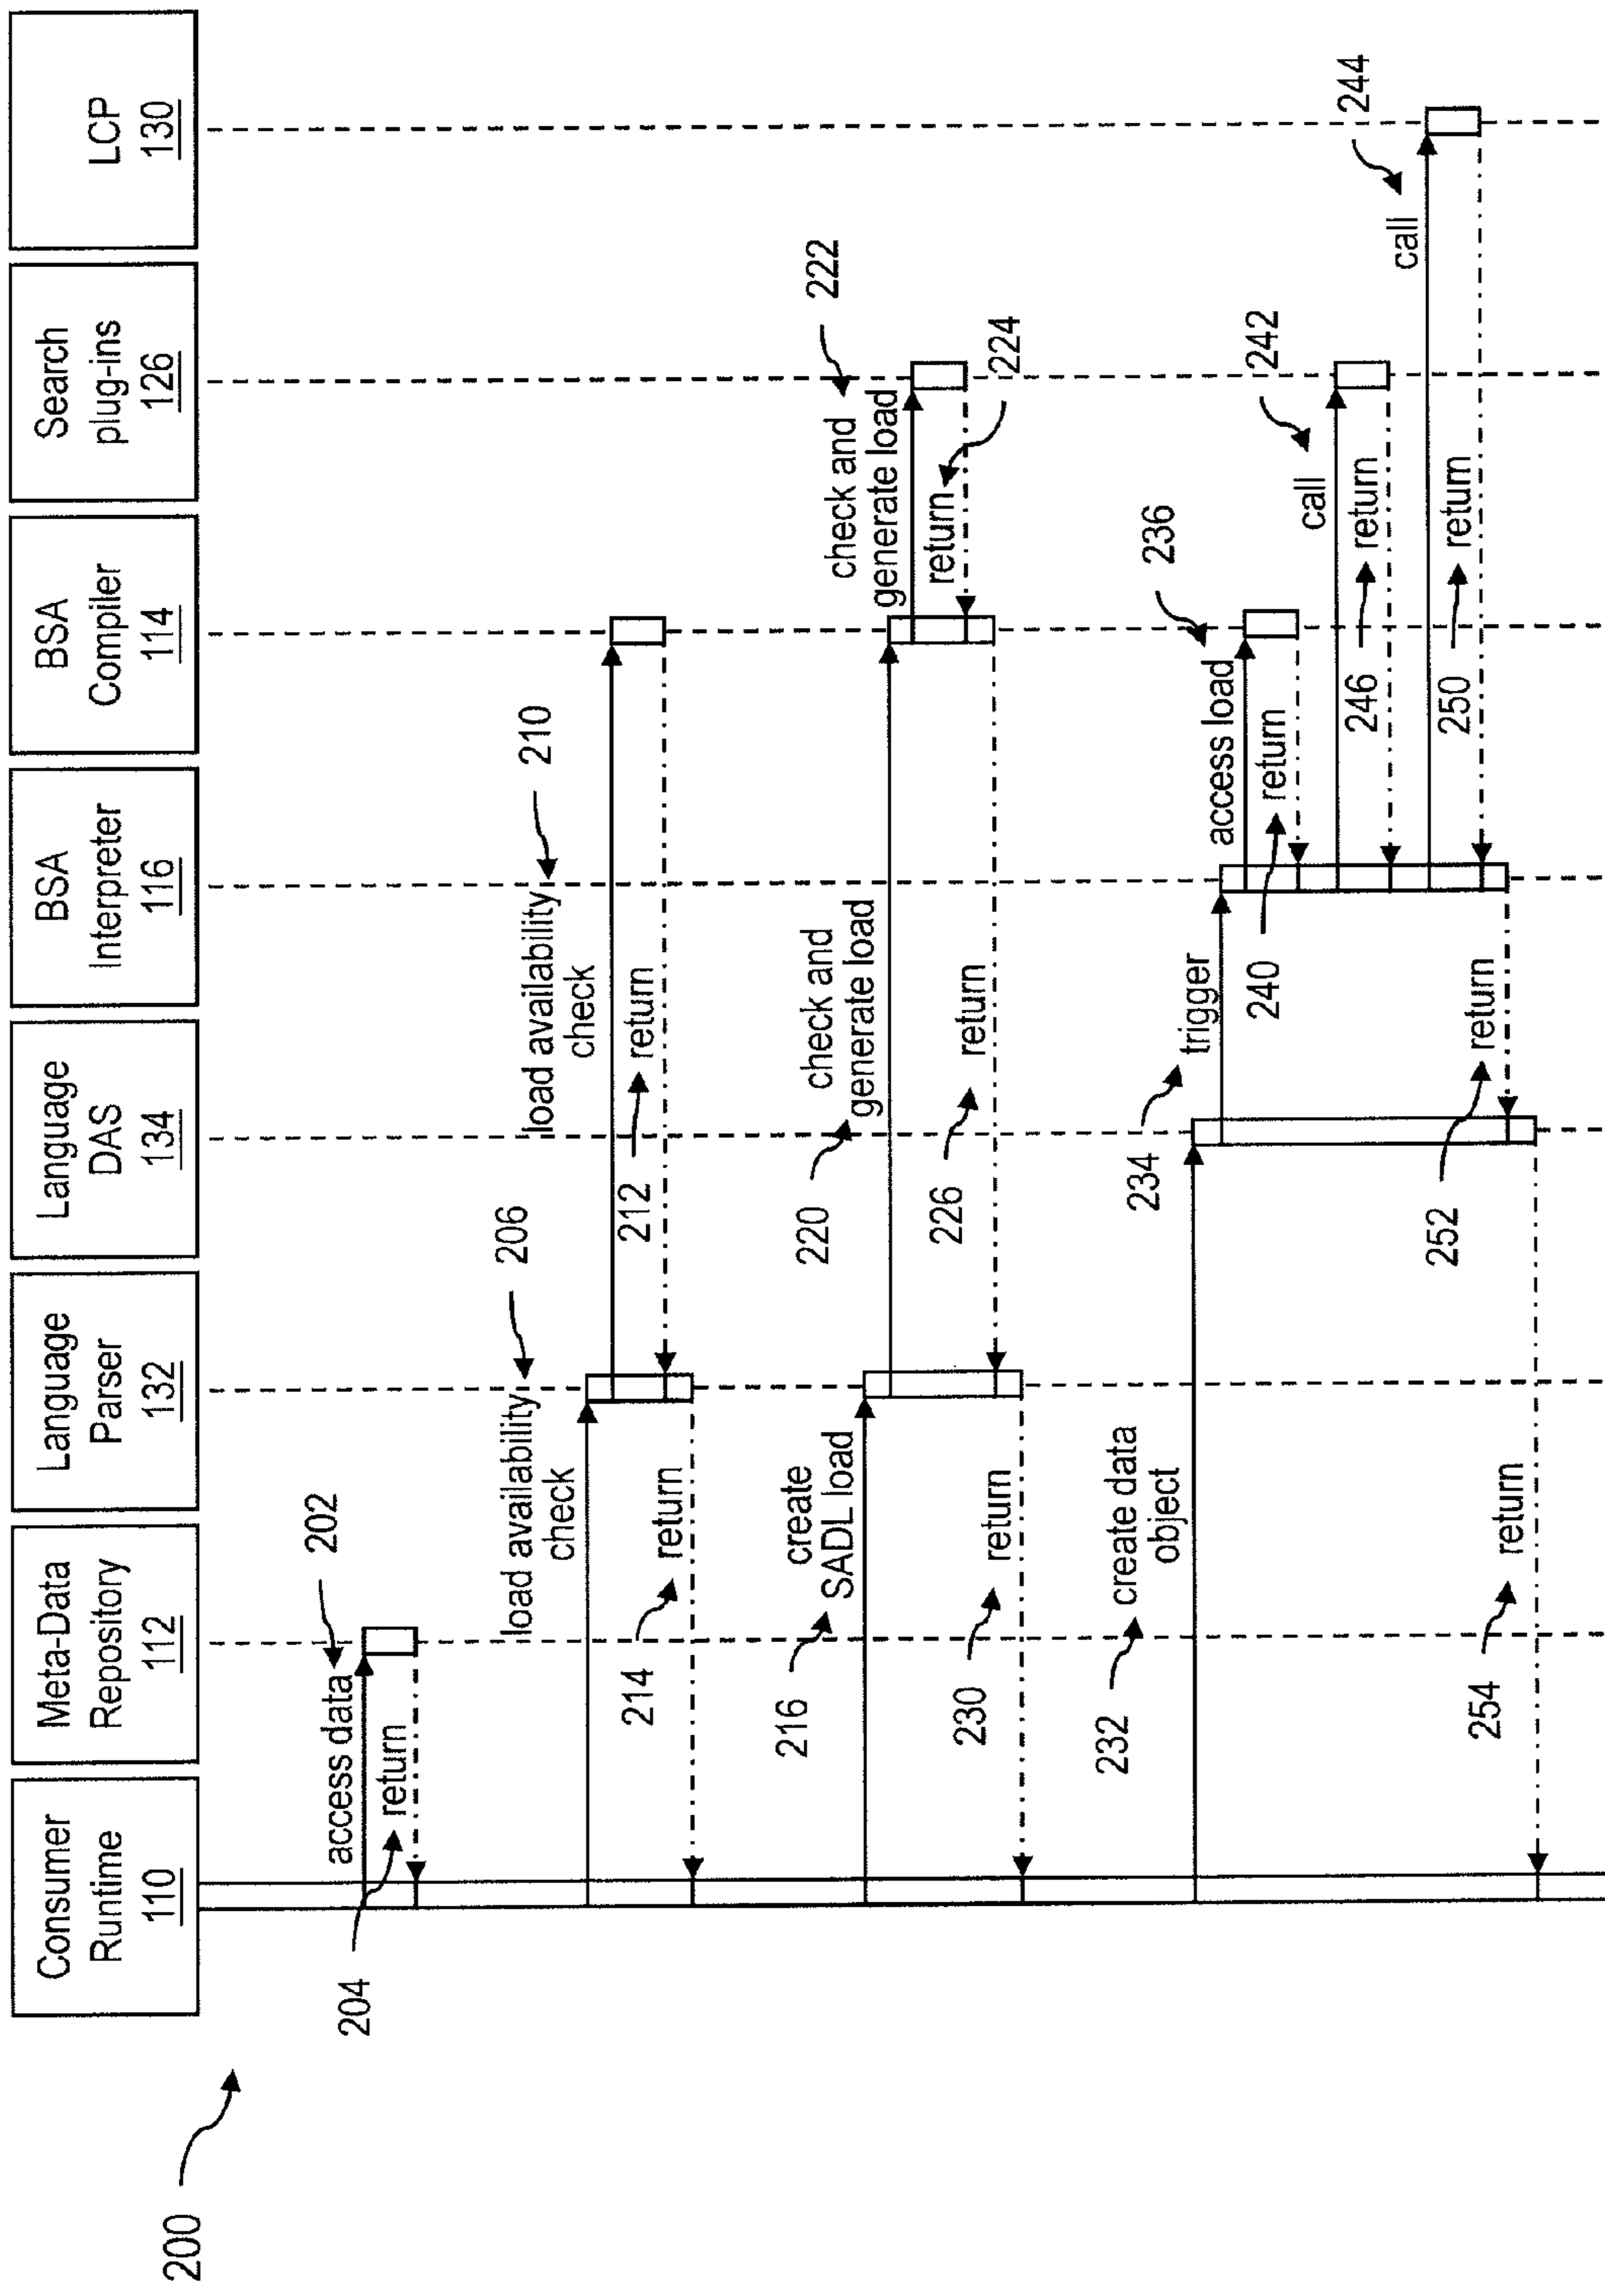 200
Consumer
Runtime
110
Meta-Data
Repository
112
Language
Parser
132
Language
DAS
134
BSA
Interpreter
116
BSA
Compiler
114
Search
plug-ins
126
LCP
130
202
access data
204
return
206
load availability
check
210
load availability
check
212
return
214
return
216
create
SADL load
220
check and
generate load
222
check and
generate load
return
224
226
return
230
return
232
create data
object
234
trigger
236
access load
240
return
242
call
246
return
244
call
250
return
252
return
254
return